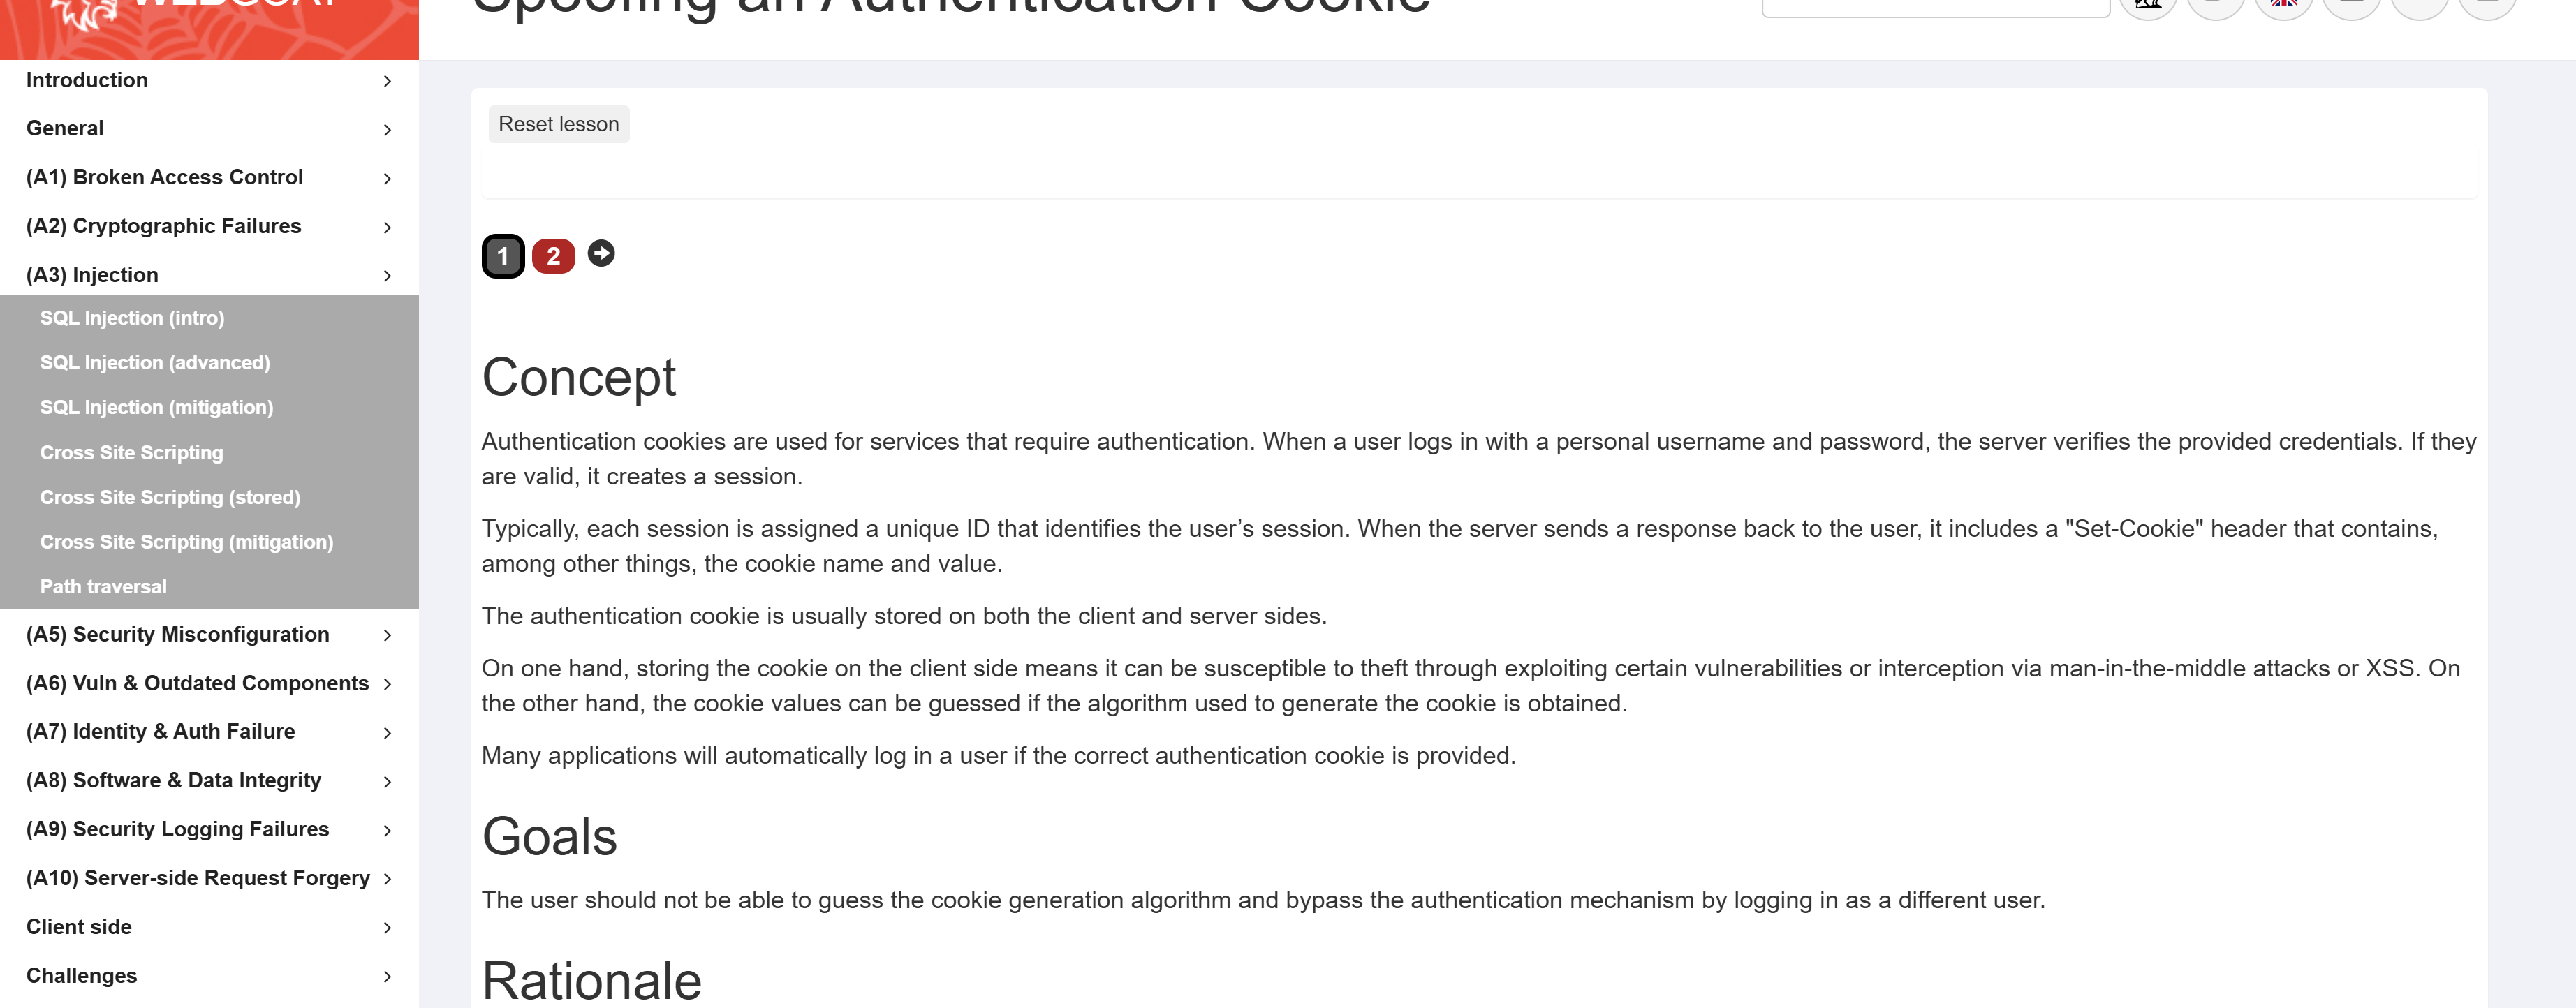 WEBGOAT
Spoofing an Authentication Cookie
Introduction
General
(A1) Broken Access Control
(A2) Cryptographic Failures
(A3) Injection
SQL Injection (intro)
SQL Injection (advanced)
SQL Injection (mitigation)
Cross Site Scripting
Cross Site Scripting (stored)
Cross Site Scripting (mitigation)
Path traversal
(A5) Security Misconfiguration
(A6) Vuln & Outdated Components
(A7) Identity & Auth Failure
(A8) Software & Data Integrity
(A9) Security Logging Failures
(A10) Server-side Request Forgery
Client side
Challenges
Reset lesson
1 2
Concept
Authentication cookies are used for services that require authentication. When a user logs in with a personal username and password, the server verifies the provided credentials. If they
are valid, it creates a session.
Typically, each session is assigned a unique ID that identifies the user’s session. When the server sends a response back to the user, it includes a "Set-Cookie" header that contains,
among other things, the cookie name and value.
The authentication cookie is usually stored on both the client and server sides.
On one hand, storing the cookie on the client side means it can be susceptible to theft through exploiting certain vulnerabilities or interception via man-in-the-middle attacks or XSS. On
the other hand, the cookie values can be guessed if the algorithm used to generate the cookie is obtained.
Many applications will automatically log in a user if the correct authentication cookie is provided.
Goals
The user should not be able to guess the cookie generation algorithm and bypass the authentication mechanism by logging in as a different user.
Rationale